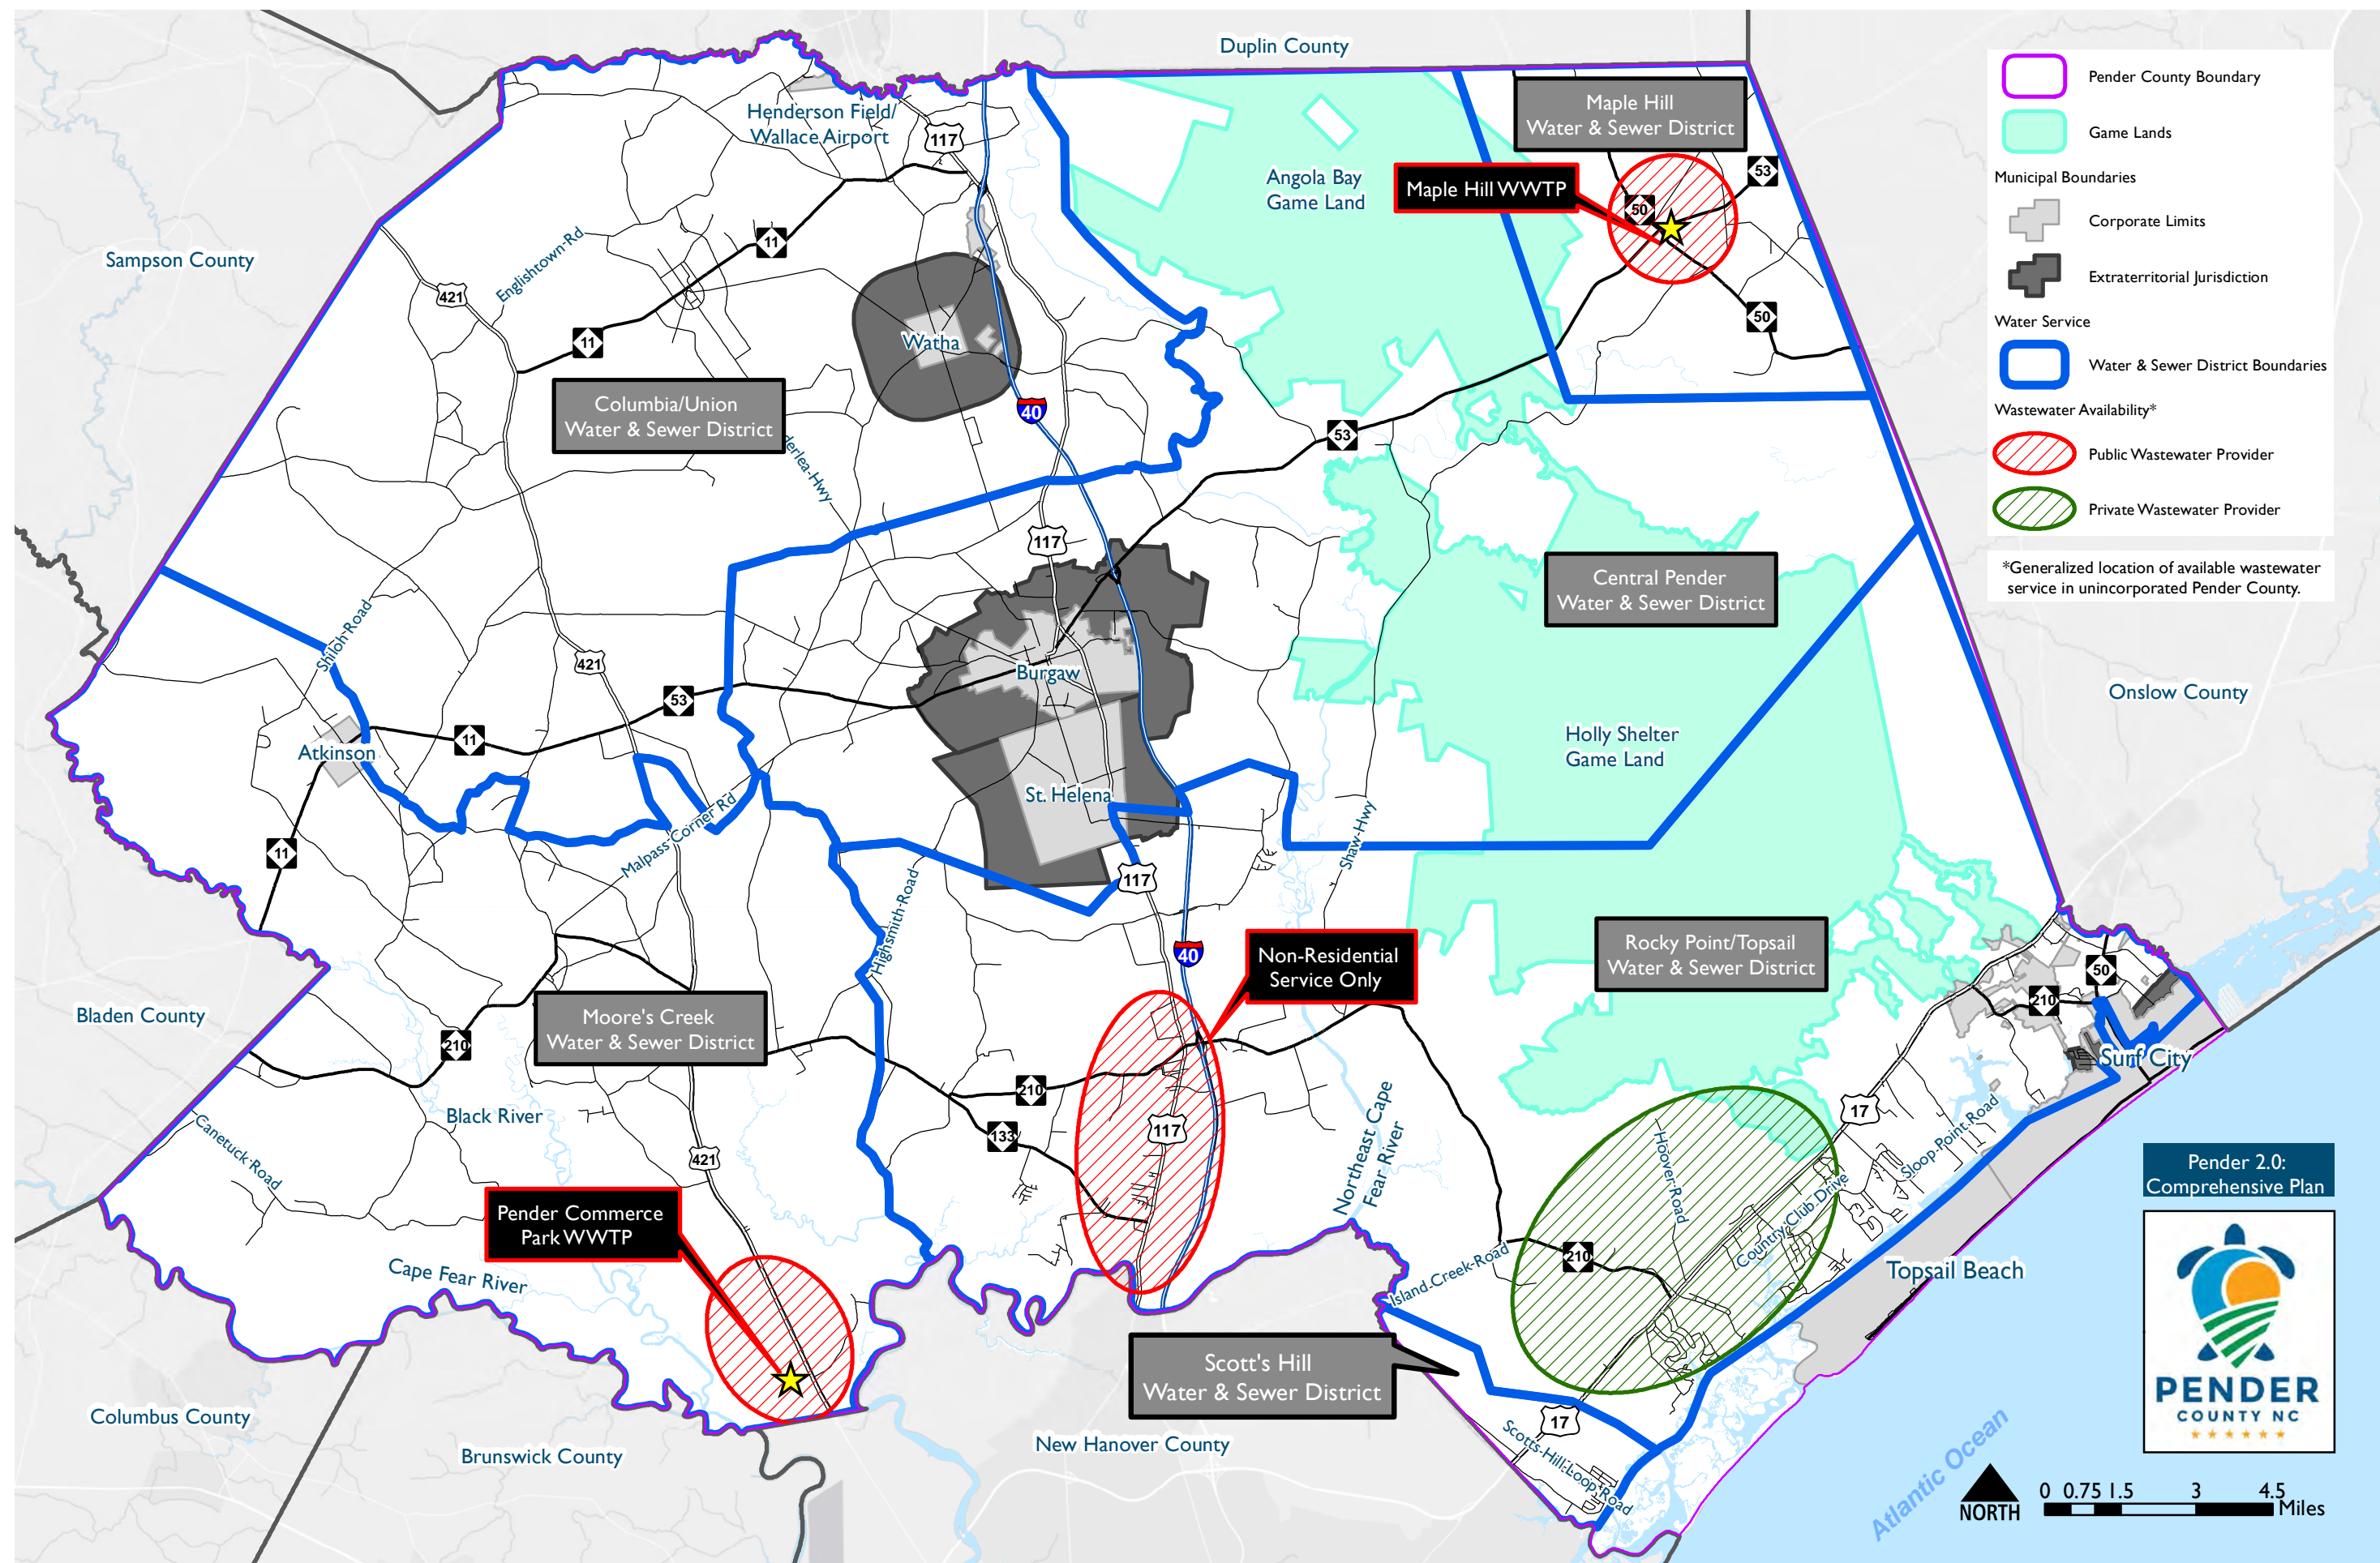 Duplin County
Pender County Boundary
Game Lands
Municipal Boundaries
Corporate Limits
Extraterritorial Jurisdiction
Water Service
Water & Sewer District Boundaries
Wastewater Availability*
Public Wastewater Provider
Private Wastewater Provider
*Generalized location of available wastewater
service in unincorporated Pender County.
Maple Hill
Water & Sewer District
Maple Hill WWTP
50
53
50
Henderson Field/
Wallace Airport
117
Angola Bay
Game Land
Sampson County
Englishtown-Rd
11
421
11
Watha
40
Columbia/Union
Water & Sewer District
derlea-Hwy
53
117
Central Pender
Water & Sewer District
Shiloh-Road
421
53
Burgaw
Onslow County
Holly Shelter
Game Land
Atkinson
11
St. Helena
Malpass-Corner Rd
Shaw-Hwy
11
117
Highsmith-Road
40
Non-Residential
Service Only
Rocky Point/Topsail
Water & Sewer District
50
210
Bladen County
Moore's Creek
Water & Sewer District
210
Surf City
210
133
117
Black River
Canetuck-Road
421
Northeast Cape
Fear River
17
Hoover-Road
Sloop-Point-Road
Country-Club-Drive
Pender 2.0:
Comprehensive Plan
Pender Commerce
Park WWTP
Cape Fear River
Island-Creek-Road
210
Topsail Beach
Scott's Hill
Water & Sewer District
PENDER
COUNTY NC
Columbus County
Brunswick County
New Hanover County
17
Scotts-Hill-Loop-Road
Atlantic Ocean
NORTH
0 0.75 1.5 3 4.5
Miles